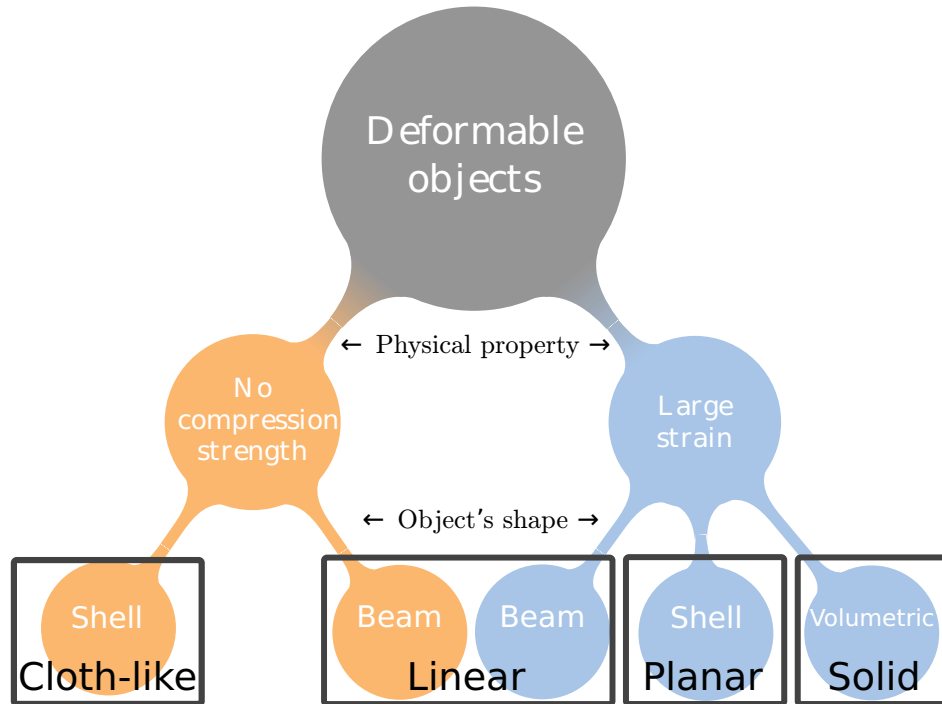 Deformable
objects
← Physical property →
No
compression
strength
Large
strain
← Object's shape →
Shell
Beam
Beam
Shell
Volumetric
Cloth-like
Linear
Planar
Solid